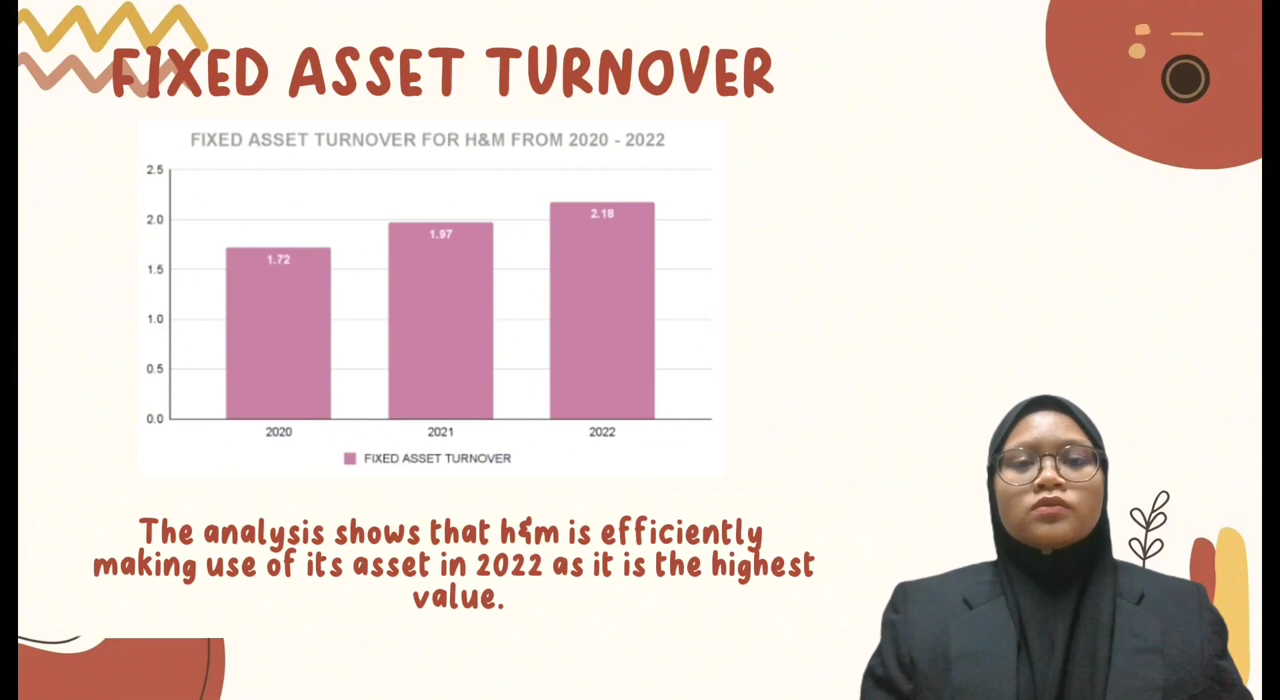 FIXED ASSET TURNOVER
FIXED ASSET TURNOVER FOR H&M FROM 2020 - 2022
2.5
2.0
1.5
1.0
0.5
0.0
1.72
1.97
2.18
2020
2021
2022
FIXED ASSET TURNOVER
The analysis shows that h&m is efficiently
making use of its asset in 2022 as it is the highest
value.